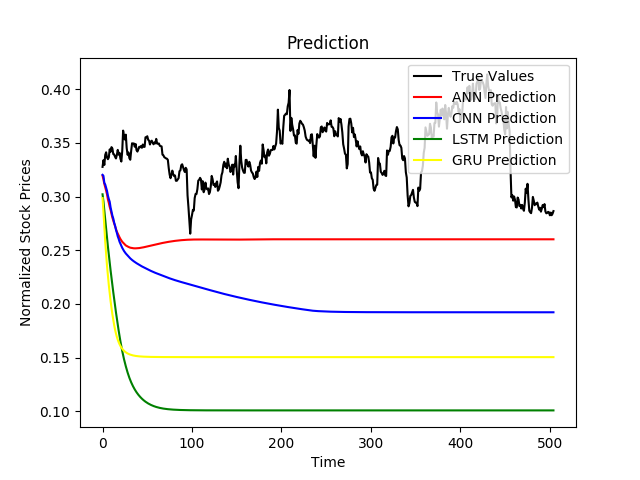 Prediction
True Values
ANN Prediction
CNN Prediction
LSTM Prediction
GRU Prediction
Normalized Stock Prices
0.40
0.35
0.30
0.25
0.20
0.15
0.10
0
100
200
300
400
500
Time